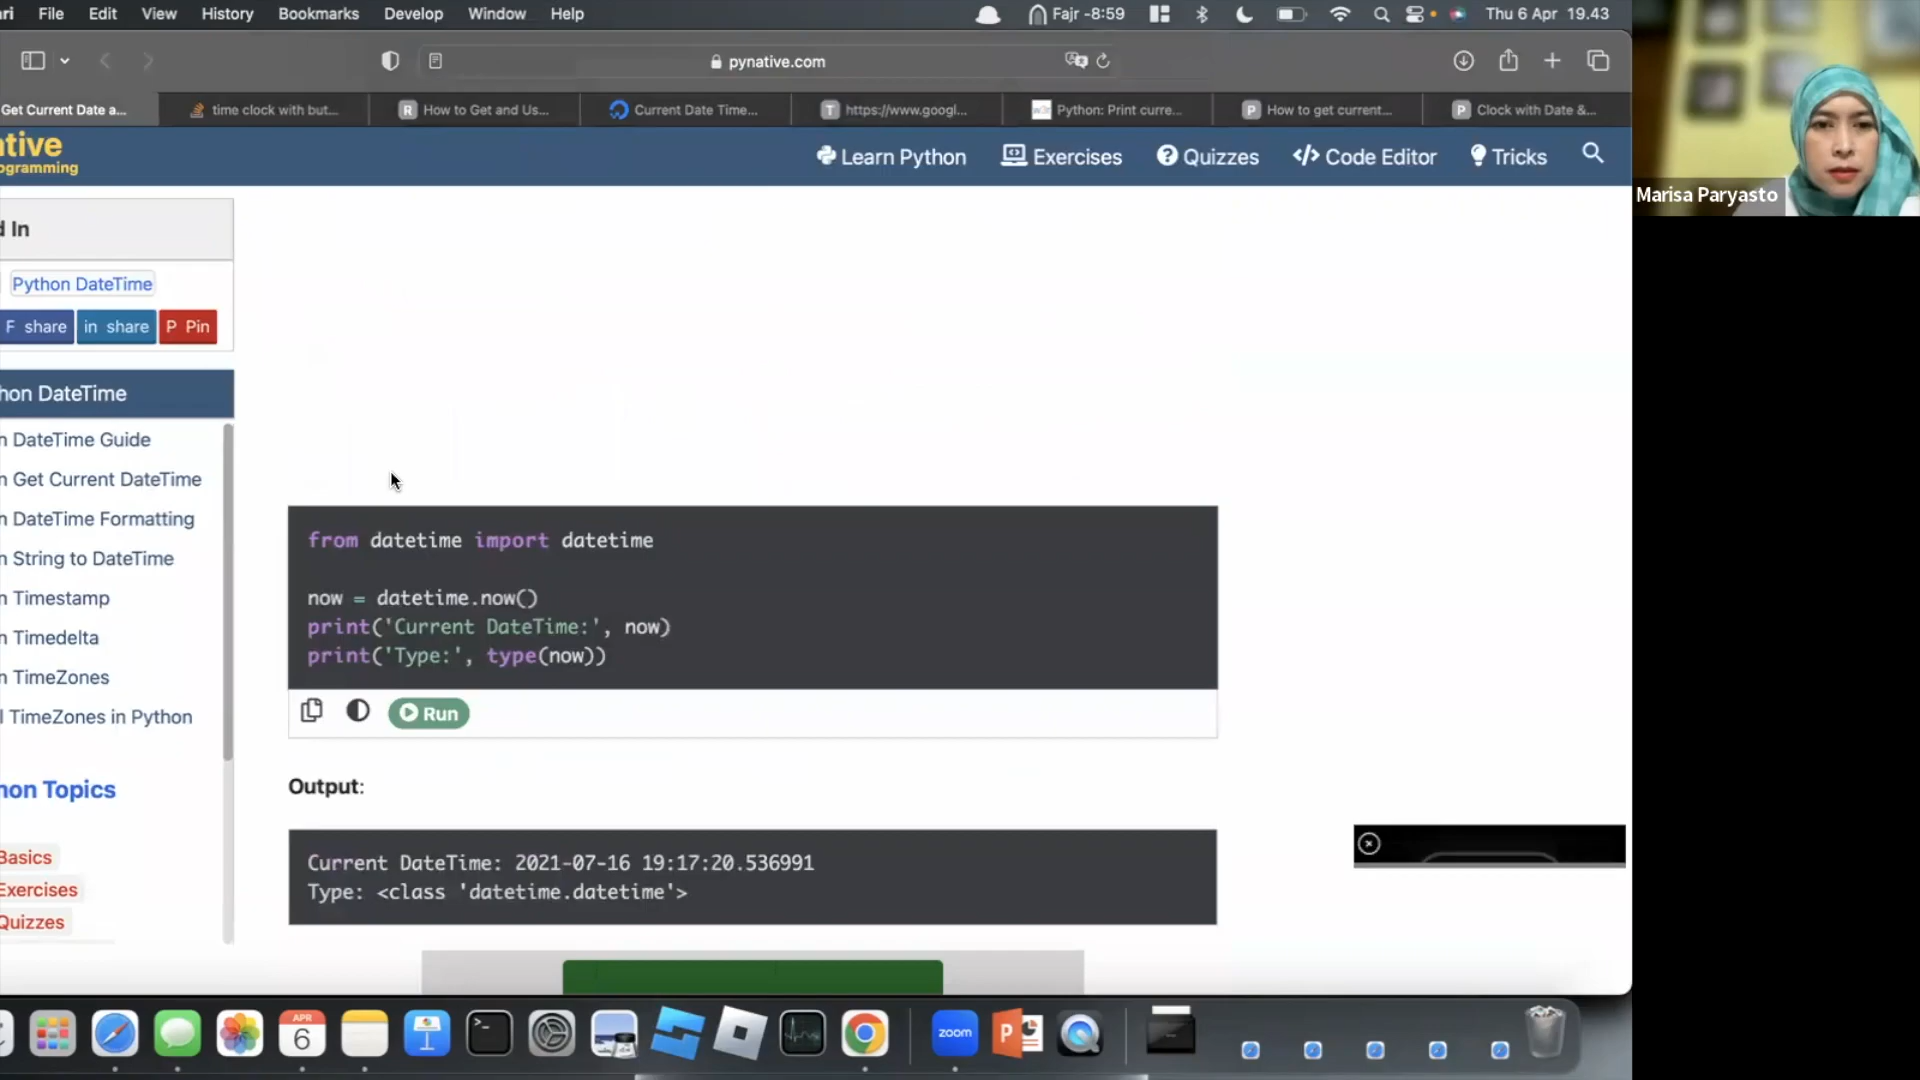 ri File Edit View History Bookmarks Develop Window Help Fajr -8:59 Thu 6 Apr 19.43
pynative.com
Get Current Date a... time clock with but... R How to Get and Us... Current Date Time... T https://www.googl... Python: Print curre... P How to get current... P Clock with Date &...
ative
ogramming
Learn Python Exercises Quizzes </> Code Editor Tricks
Marisa Paryasto
d In
Python DateTime
F share in share P Pin
hon DateTime
n DateTime Guide
n Get Current DateTime
n DateTime Formatting
n String to DateTime
n Timestamp
n Timedelta
n TimeZones
l TimeZones in Python
hon Topics
Basics
Exercises
Quizzes
from datetime import datetime
now = datetime.now()
print('Current DateTime:', now)
print('Type:', type(now))
Run
Output:
Current DateTime: 2021-07-16 19:17:20.536991
Type: <class 'datetime.datetime'>
APR
6
zoom
P